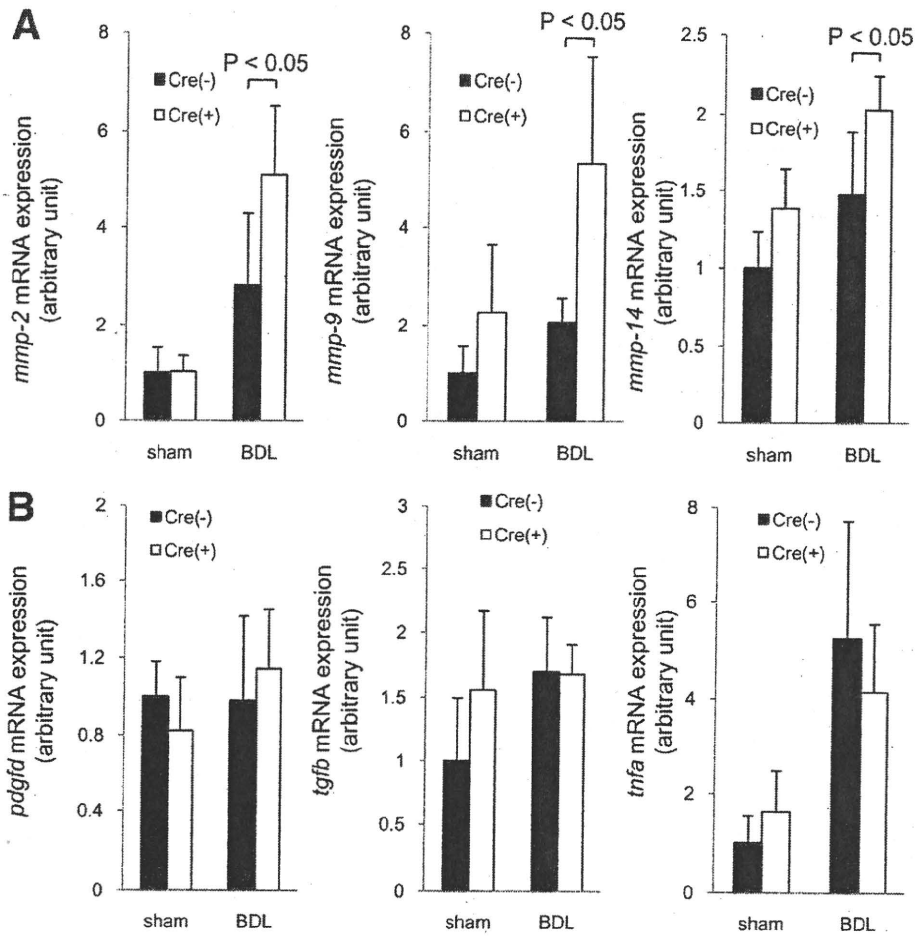 A
mmp-2 mRNA expression
(arbitrary unit)
8
6
4
2
0
Cre(-)
Cre(+)
P < 0.05
sham
BDL
mmp-9 mRNA expression
(arbitrary unit)
8
6
4
2
0
Cre(-)
Cre(+)
P < 0.05
sham
BDL
mmp-14 mRNA expression
(arbitrary unit)
2.5
2
1.5
1
0.5
0
Cre(-)
Cre(+)
P < 0.05
sham
BDL
B
pdgfd mRNA expression
(arbitrary unit)
2
1.6
1.2
0.8
0.4
0
Cre(-)
Cre(+)
sham
BDL
tgfb mRNA expression
(arbitrary unit)
3
2.5
2
1.5
1
0.5
0
Cre(-)
Cre(+)
sham
BDL
tnfa mRNA expression
(arbitrary unit)
8
6
4
2
0
Cre(-)
Cre(+)
sham
BDL